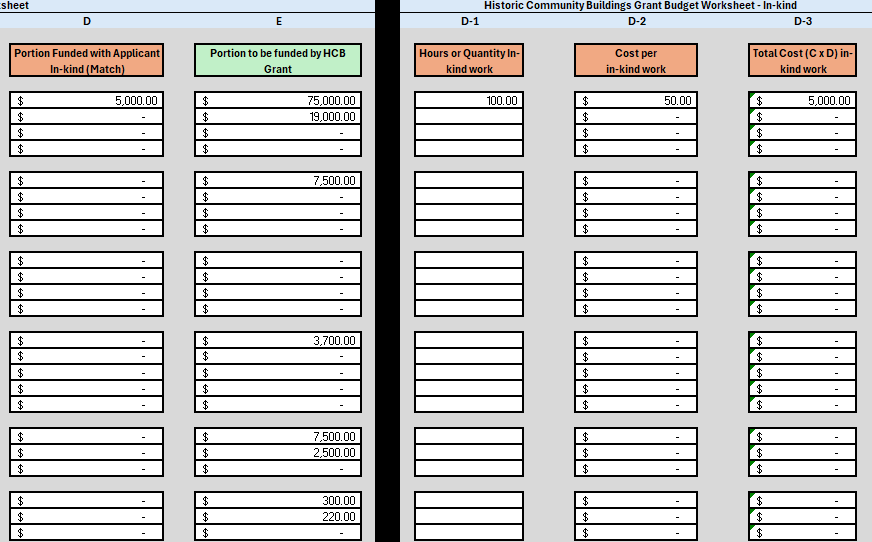 sheet Historic Community Buildings Grant Budget Worksheet - In-kind
D E D-1 D-2 D-3
Portion Funded with Applicant In-kind (Match) Portion to be funded by HCB Grant Hours or Quantity In-kind work Cost per in-kind work Total Cost (C x D) in-kind work
$ 5,000.00 $ 75,000.00 100.00 $ 50.00 $ 5,000.00
$ - $ 19,000.00 $ - $ -
$ - $ - $ - $ -
$ - $ - $ - $ -
$ - $ 7,500.00 $ - $ -
$ - $ - $ - $ -
$ - $ - $ - $ -
$ - $ - $ - $ -
$ - $ - $ - $ -
$ - $ - $ - $ -
$ - $ - $ - $ -
$ - $ - $ - $ -
$ - $ 3,700.00 $ - $ -
$ - $ - $ - $ -
$ - $ - $ - $ -
$ - $ - $ - $ -
$ - $ - $ - $ -
$ - $ 7,500.00 $ - $ -
$ - $ 2,500.00 $ - $ -
$ - $ - $ - $ -
$ - $ 300.00 $ - $ -
$ - $ 220.00 $ - $ -
$ - $ - $ - $ -